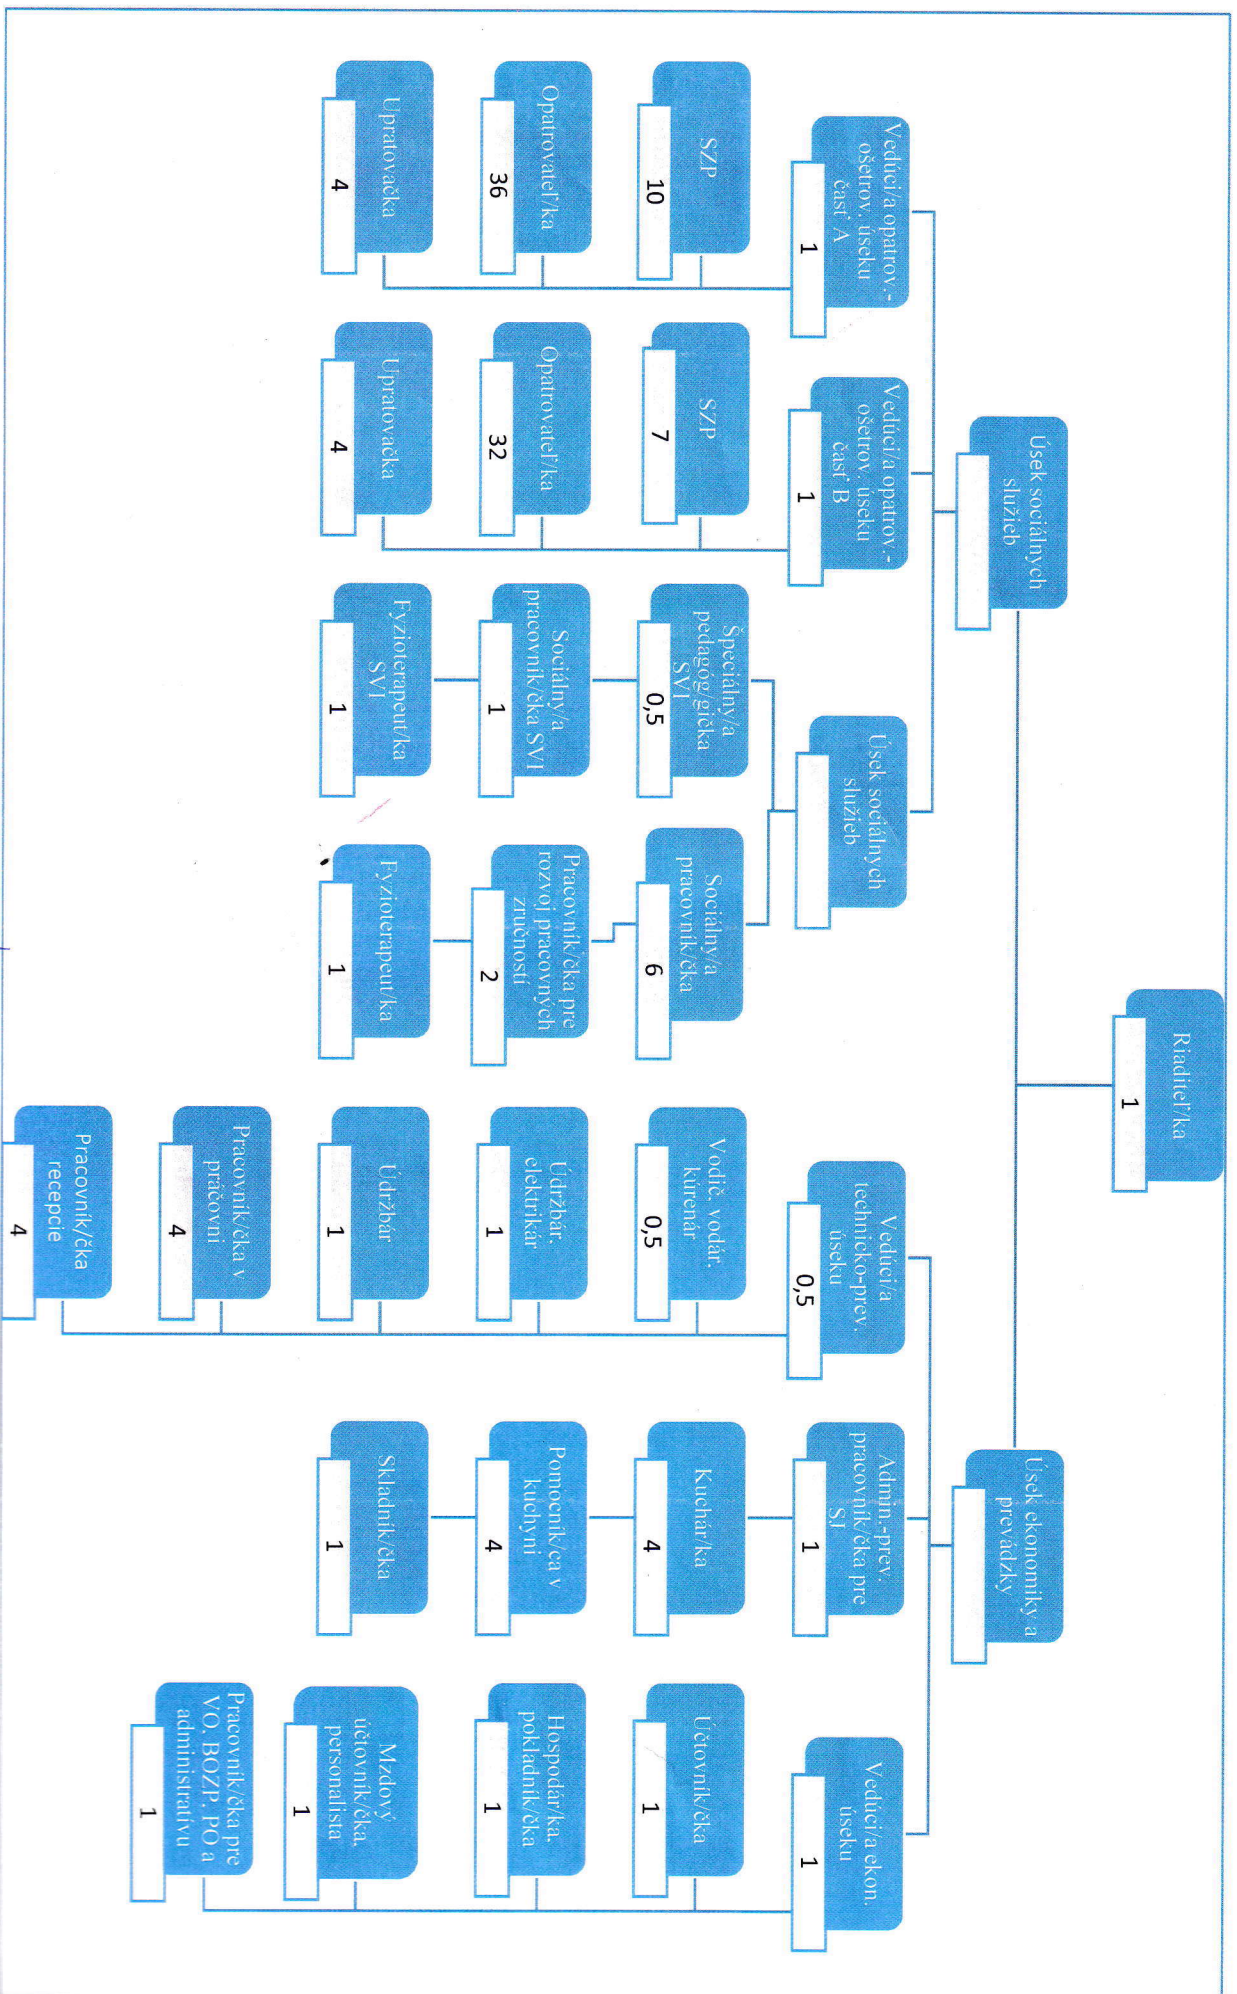 Riaditeľ/ka
1
Úsek sociálnych
služieb
Úsek ekonomiky a
prevádzky
Vedúci/a opatrov.-
ošetrov. úseku
časť A
1
SZP
10
Opatrovateľ/ka
36
Upratovačka
4
Vedúci/a opatrov.-
ošetrov. úseku
časť B
1
SZP
7
Opatrovateľ/ka
32
Upratovačka
4
Úsek sociálnych
služieb
Špeciálny/a
pedagóg/gička
SVI
0,5
Sociálny/a
pracovník/čka SVI
1
Fyzioterapeut/ka
SVI
1
Sociálny/a
pracovník/čka
6
Pracovník/čka pre
rozvoj pracovných
zručností
2
Fyzioterapeut/ka
1
Vedúci/a
technicko-prev.
úseku
0,5
Vodič, vodár,
kurenár
0,5
Údržbár,
elektrikár
1
Údržbár
1
Pracovník/čka v
práčovni
4
Pracovník/čka
recepcie
4
Admin.-prev.
pracovník/čka pre
SJ
1
Kuchár/ka
4
Pomocník/ca v
kuchyni
4
Skladník/čka
1
Vedúci/a ekon.
úseku
1
Účtovník/čka
1
Hospodár/ka,
pokladník/čka
1
Mzdový
účtovník/čka,
personalista
1
Pracovník/čka pre
VO, BOZP, PO a
administratívu
1